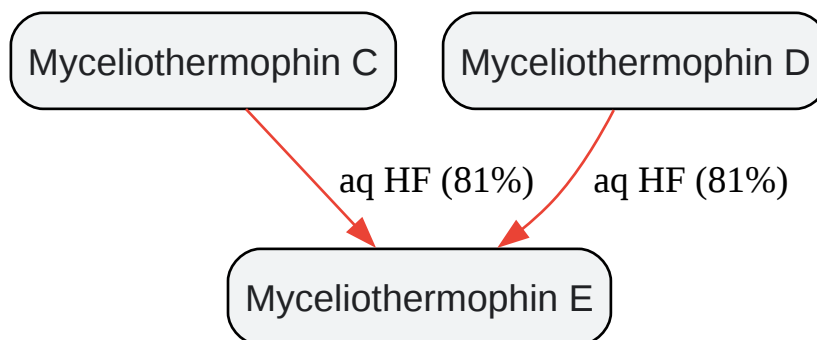 Myceliothermophin C
Myceliothermophin D
aq HF (81%)
aq HF (81%)
Myceliothermophin E